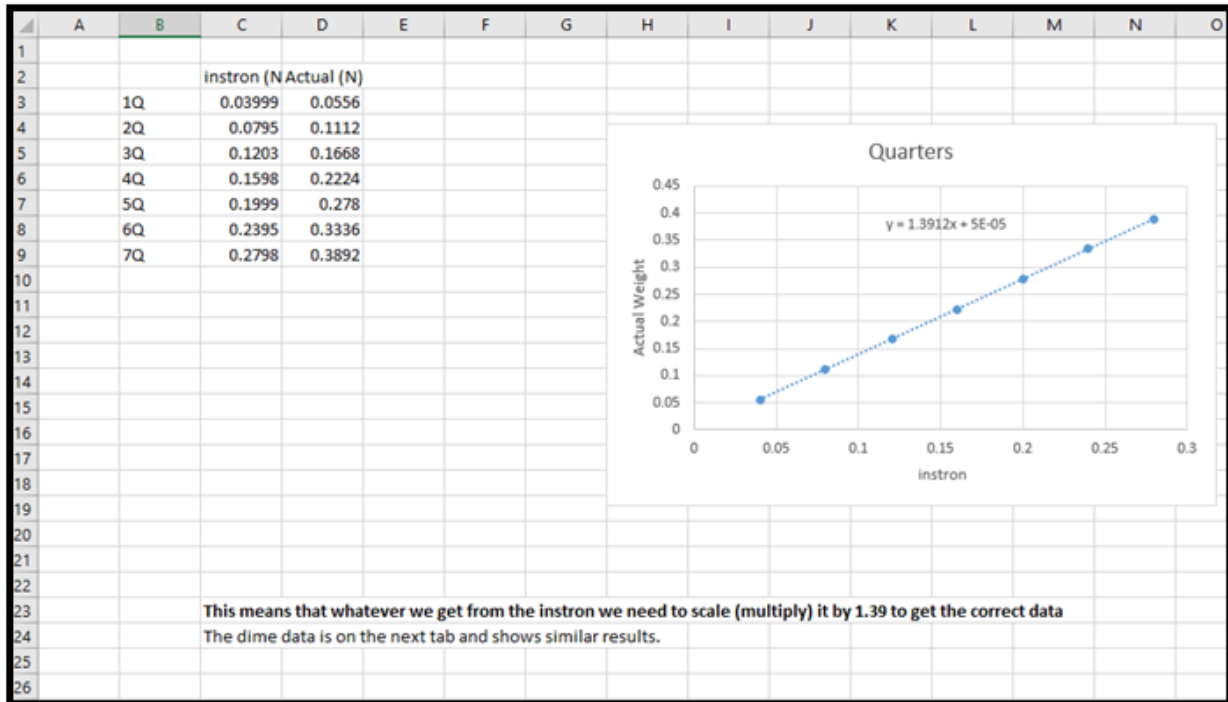 A B C D E F G H I J K L M N O
1
2 instron (N Actual (N)
3 1Q 0.03999 0.0556
4 2Q 0.0795 0.1112
5 3Q 0.1203 0.1668
6 4Q 0.1598 0.2224
7 5Q 0.1999 0.278
8 6Q 0.2395 0.3336
9 7Q 0.2798 0.3892
10
11
12
13
14
15
16
17
18
19
20
21
22
23 This means that whatever we get from the instron we need to scale (multiply) it by 1.39 to get the correct data
24 The dime data is on the next tab and shows similar results.
25
26
Quarters
y = 1.3912x + 5E-05
Actual Weight
0.45
0.4
0.35
0.3
0.25
0.2
0.15
0.1
0.05
0
0 0.05 0.1 0.15 0.2 0.25 0.3
instron